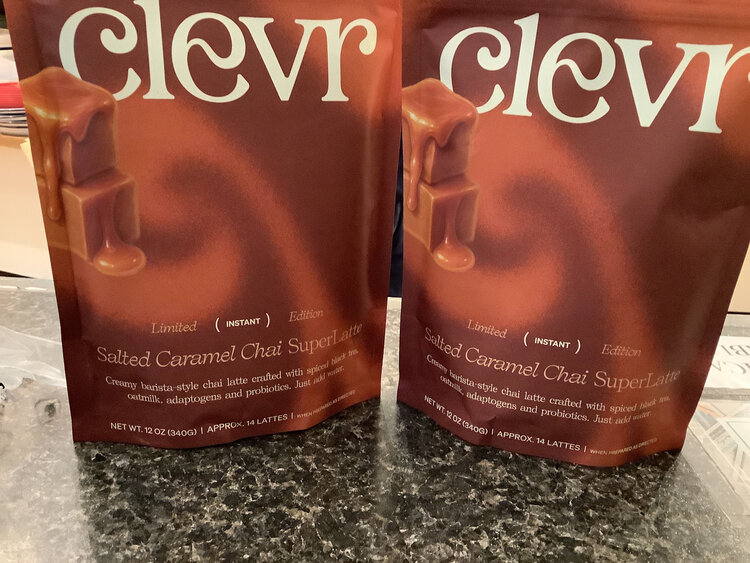 clevr
Limited ( INSTANT ) Edition
Salted Caramel Chai SuperLatte
Creamy barista-style chai latte crafted with spiced black tea,
oatmilk, adaptogens and probiotics. Just add water.
NET WT. 12 OZ (340G) | APPROX. 14 LATTES | WHEN PREPARED AS DIRECTED
clevr
Limited ( INSTANT ) Edition
Salted Caramel Chai SuperLatte
Creamy barista-style chai latte crafted with spiced black tea,
oatmilk, adaptogens and probiotics. Just add water.
NET WT. 12 OZ (340G) | APPROX. 14 LATTES | WHEN PREPARED AS DIRECTED